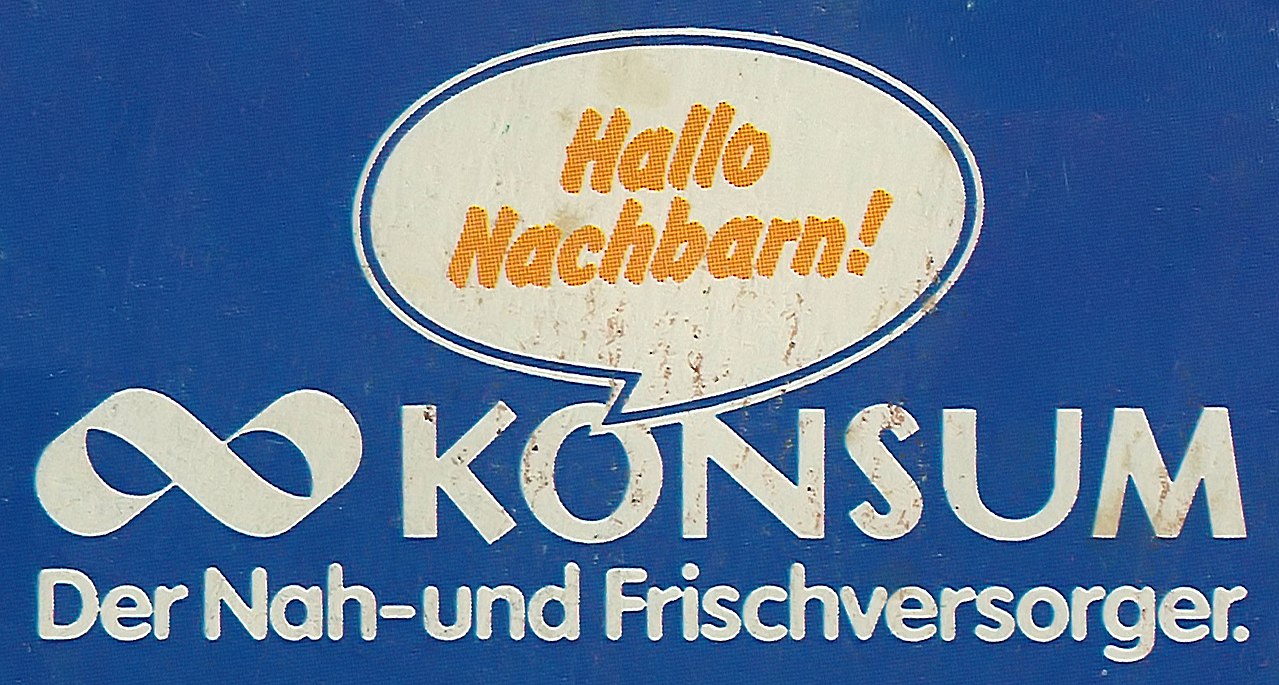 Hallo
Nachbarn!
KONSUM
Der Nah-und Frischversorger.